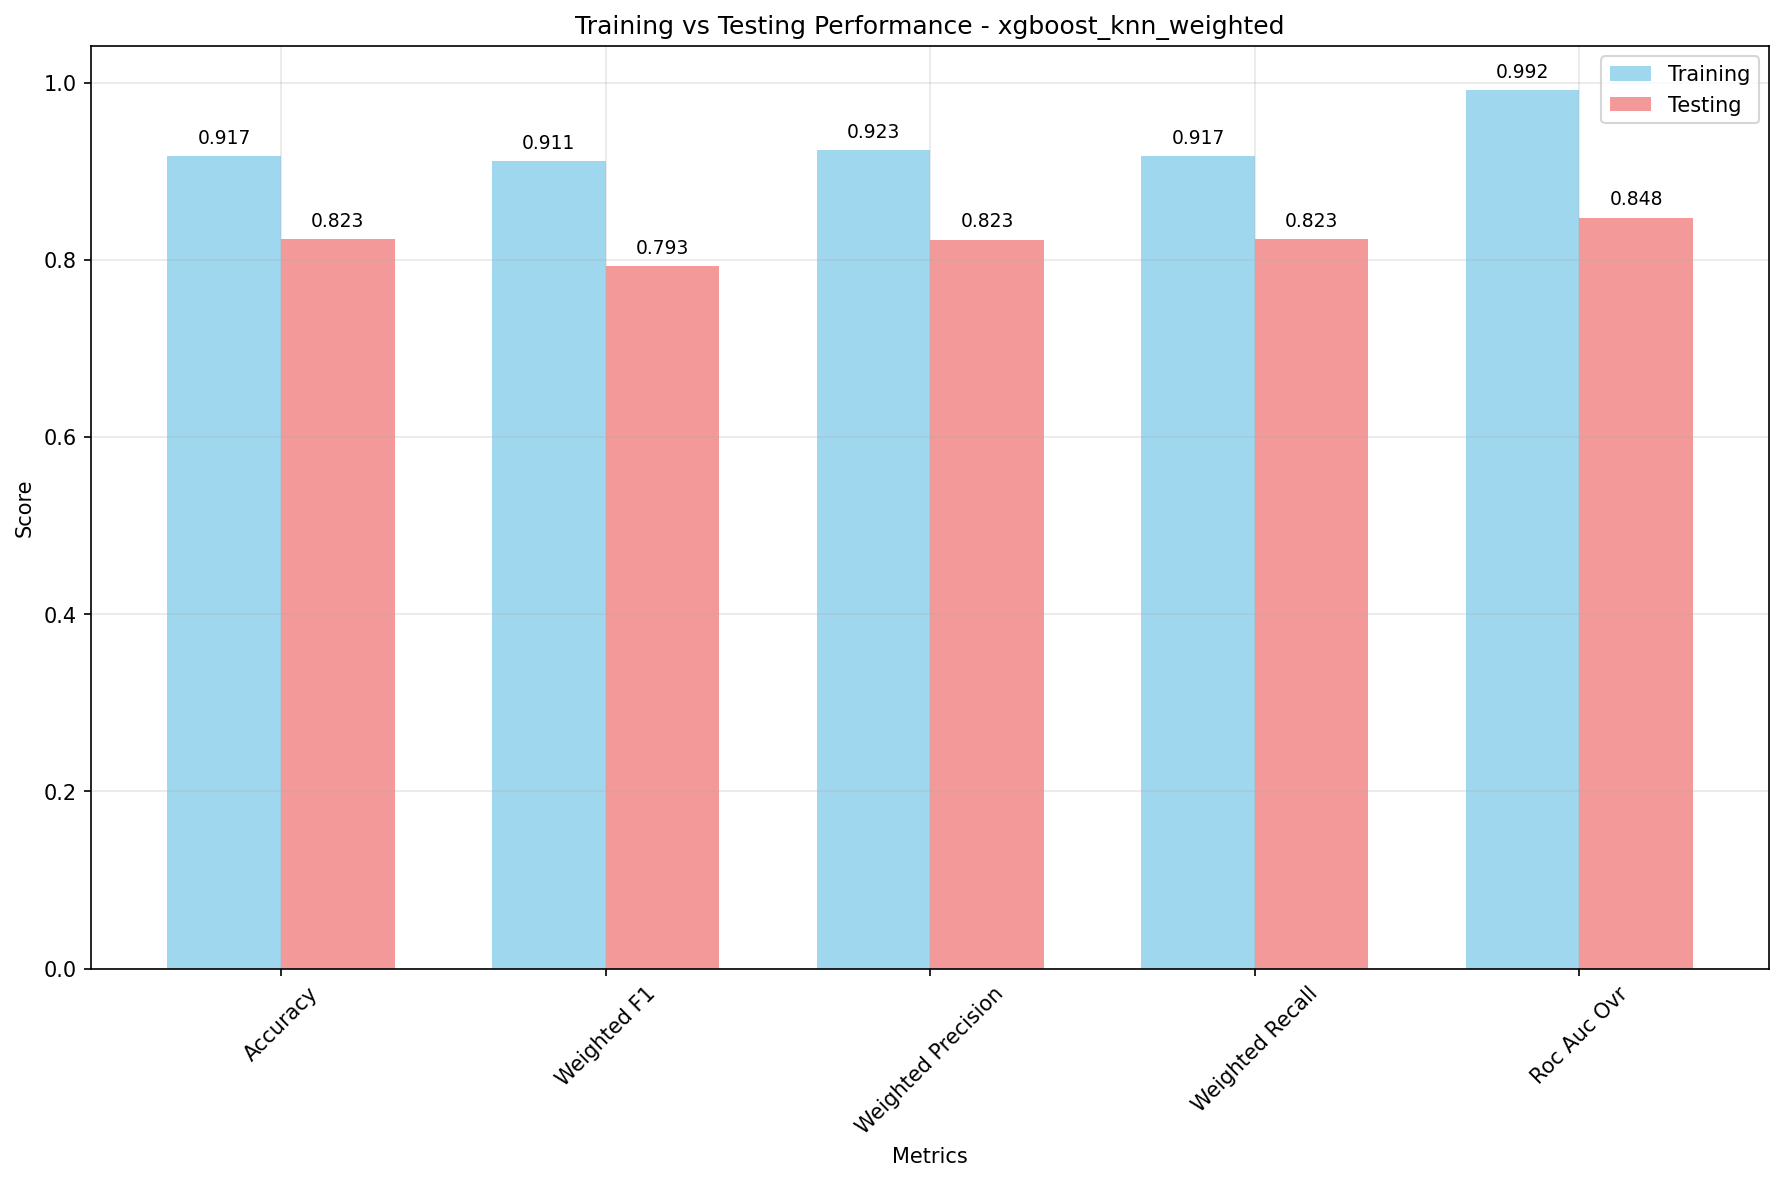 Training vs Testing Performance - xgboost_knn_weighted
Training
Testing
0.917
0.823
0.911
0.793
0.923
0.823
0.917
0.823
0.992
0.848
1.0
0.8
0.6
0.4
0.2
0.0
Score
Accuracy
Weighted F1
Weighted Precision
Weighted Recall
Roc Auc Ovr
Metrics